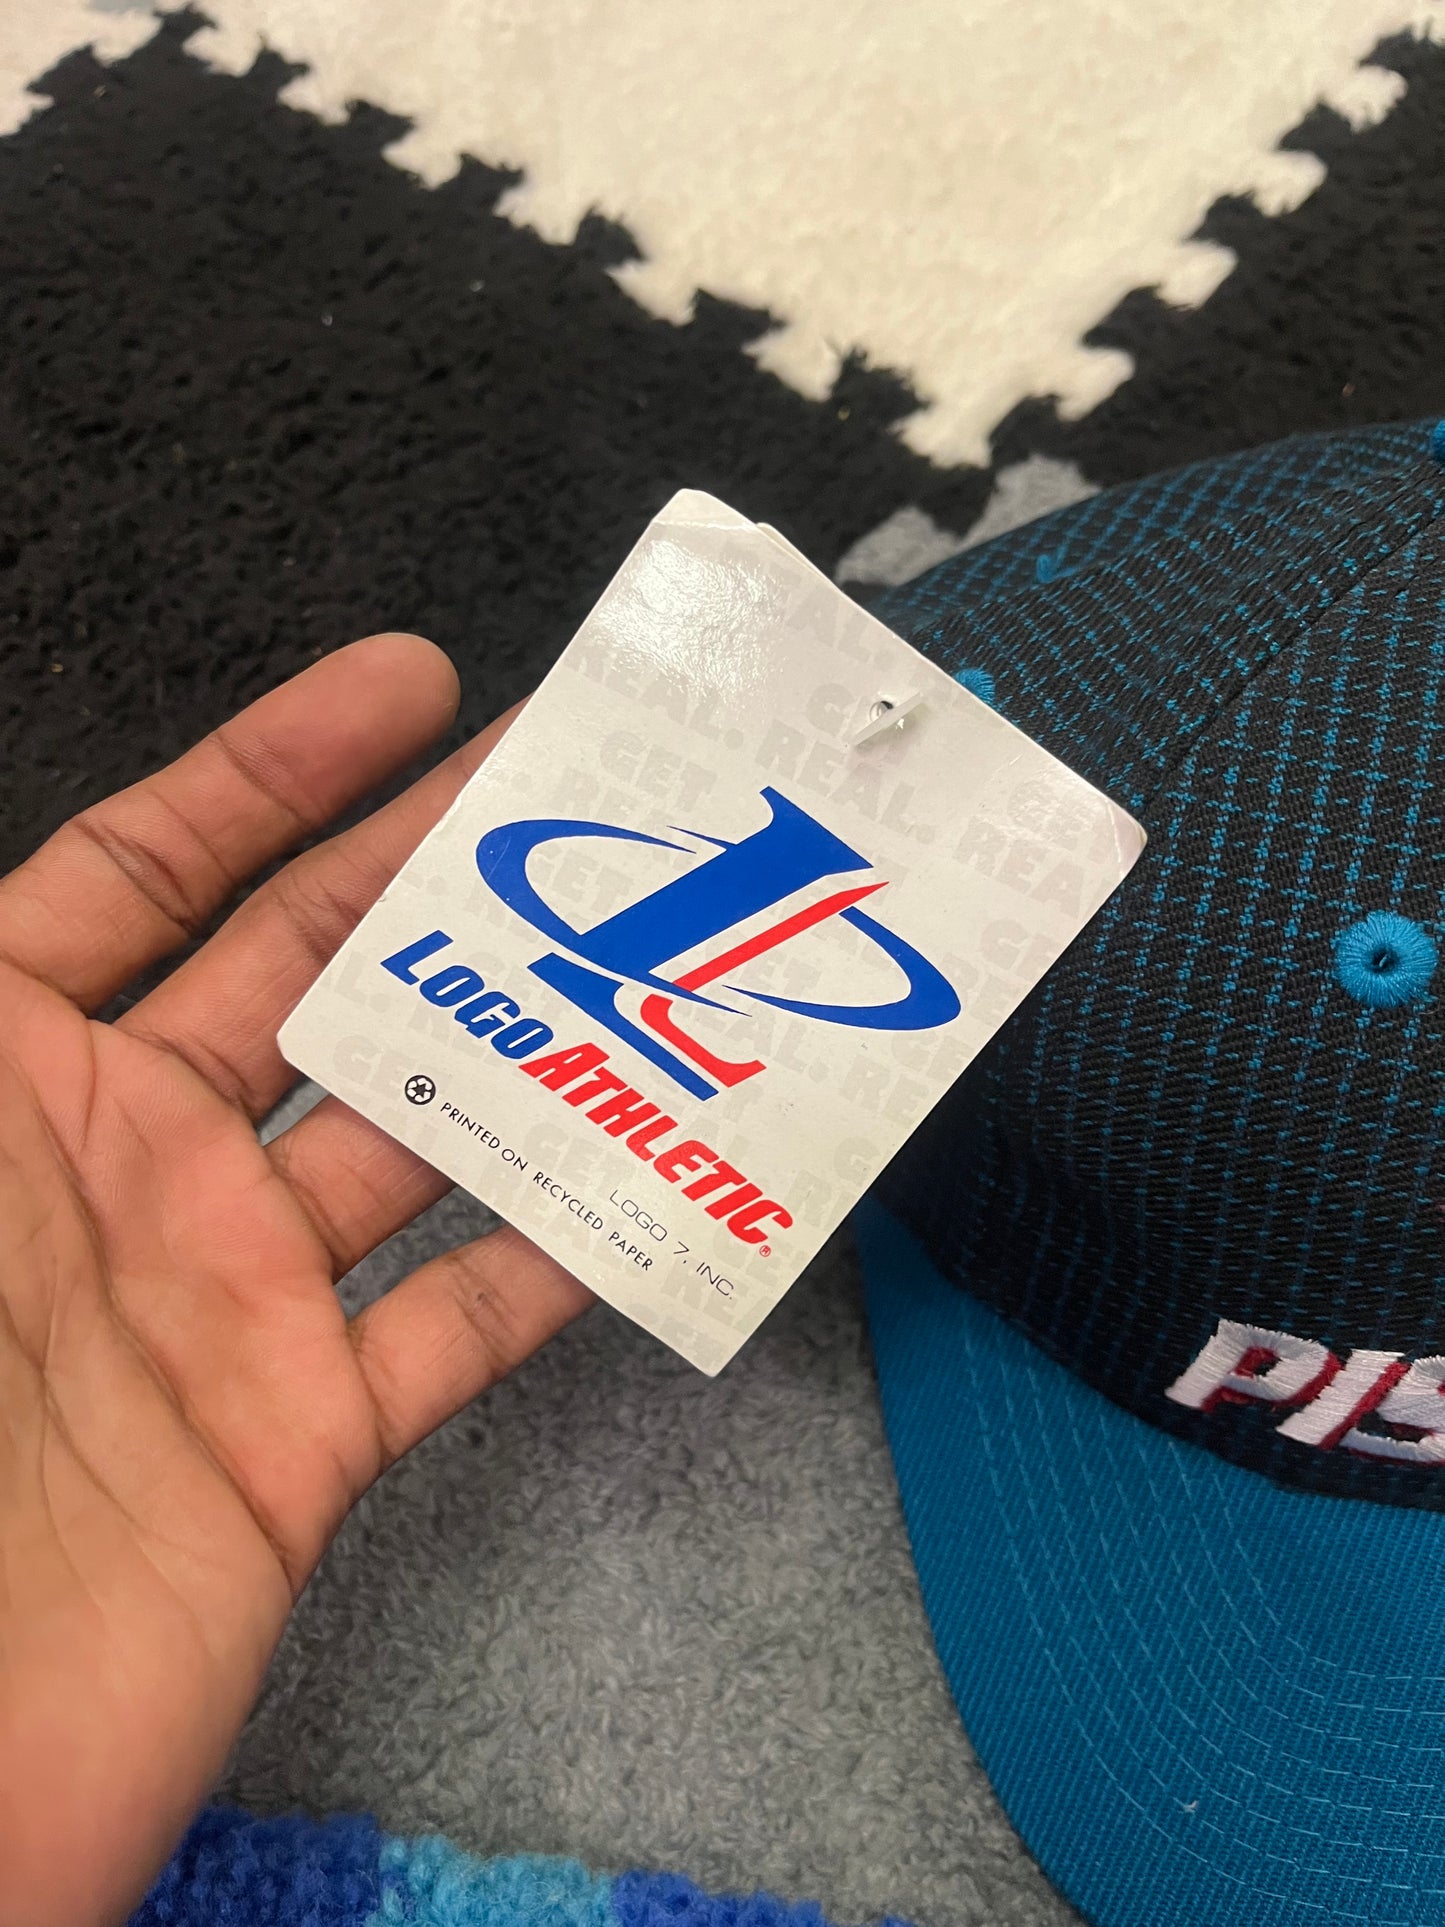 LOGO ATHLETIC®
PRINTED ON RECYCLED PAPER
LOGO 7, INC.
GET
REAL.
PIS